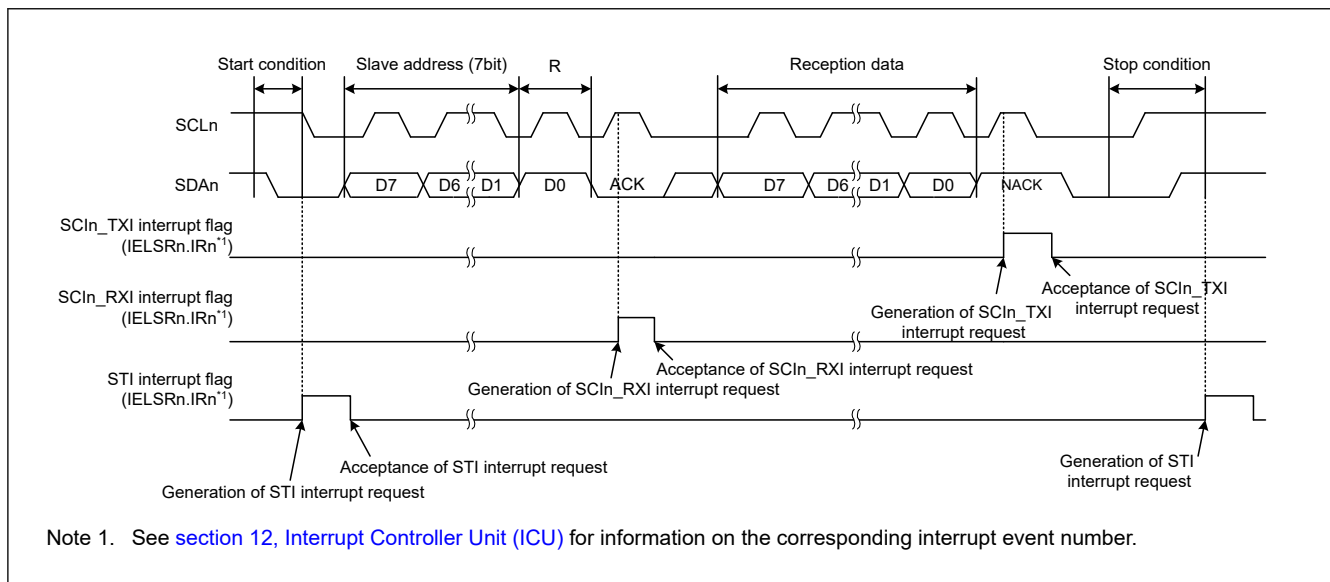 Start condition
Slave address (7bit)
R
Reception data
Stop condition
SCLn
SDAn
D7
D6
D1
D0
ACK
D7
D6
D1
D0
NACK
SCIn_TXI interrupt flag
(IELSRn.IRn*1)
Generation of SCIn_TXI
interrupt request
Acceptance of SCIn_TXI
interrupt request
SCIn_RXI interrupt flag
(IELSRn.IRn*1)
Generation of SCIn_RXI interrupt request
Acceptance of SCIn_RXI interrupt request
STI interrupt flag
(IELSRn.IRn*1)
Acceptance of STI interrupt request
Generation of STI interrupt request
Generation of STI
interrupt request
Note 1. See section 12, Interrupt Controller Unit (ICU) for information on the corresponding interrupt event number.